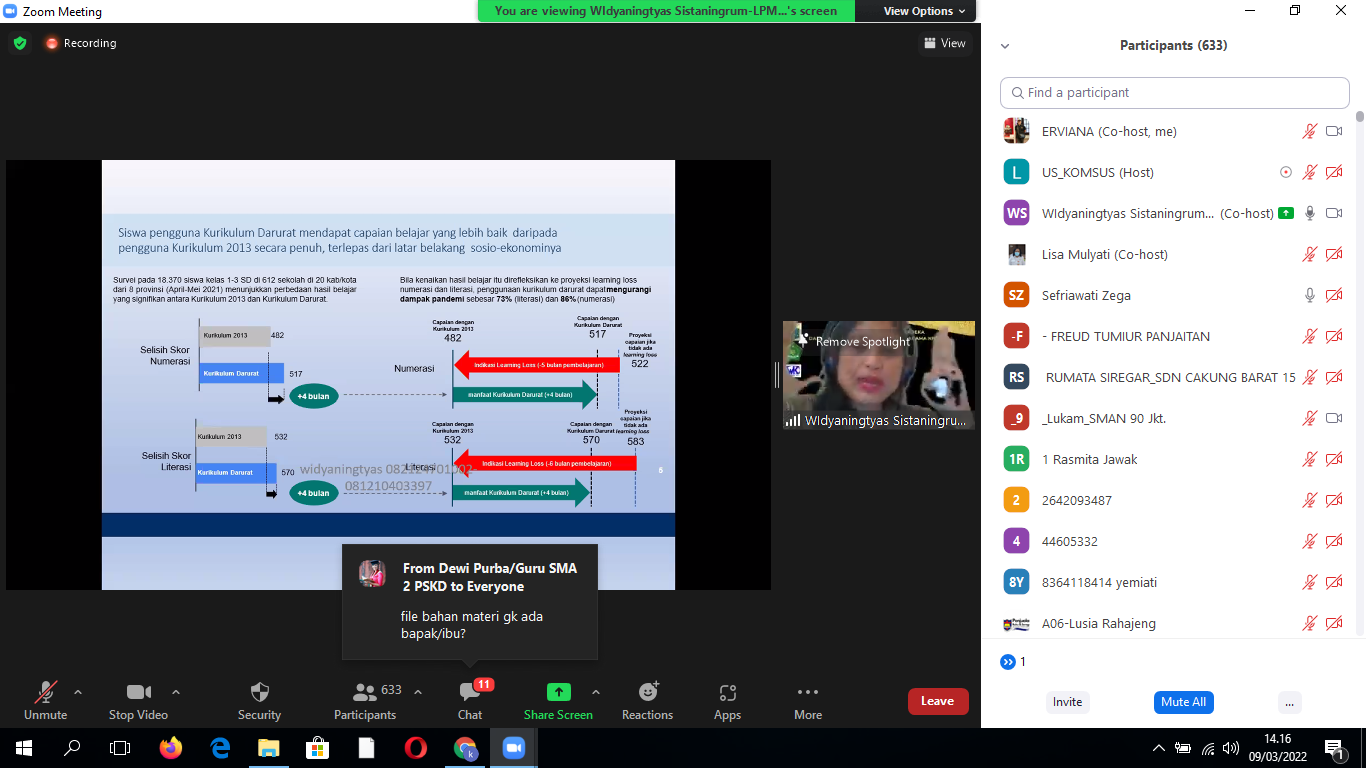 Zoom Meeting
You are viewing WIdyaningtyas Sistaningrum-LPM...'s screen
View Options
Recording
View
Siswa pengguna Kurikulum Darurat mendapat capaian belajar yang lebih baik daripada
pengguna Kurikulum 2013 secara penuh, terlepas dari latar belakang sosio-ekonominya
Survei pada 18.370 siswa kelas 1-3 SD di 612 sekolah di 20 kab/kota
dari 8 provinsi (April-Mei 2021) menunjukkan perbedaan hasil belajar
yang signifikan antara Kurikulum 2013 dan Kurikulum Darurat.
Bila kenaikan hasil belajar itu direfleksikan ke proyeksi learning loss
numerasi dan literasi, penggunaan kurikulum darurat dapat mengurangi
dampak pandemi sebesar 73% (literasi) dan 86% (numerasi)
Selisih Skor
Numerasi
Kurikulum 2013
482
Kurikulum Darurat
517
+4 bulan
Numerasi
Capaian dengan
Kurikulum 2013
482
Capaian dengan
Kurikulum Darurat
517
Proyeksi
capaian jika
tidak ada
learning loss
522
Indikasi Learning Loss (-5 bulan pembelajaran)
manfaat Kurikulum Darurat (+4 bulan)
Selisih Skor
Literasi
Kurikulum 2013
532
Kurikulum Darurat
570
+4 bulan
Literasi
Capaian dengan
Kurikulum 2013
532
Capaian dengan
Kurikulum Darurat
570
Proyeksi
capaian jika
tidak ada
learning loss
583
Indikasi Learning Loss (-6 bulan pembelajaran)
manfaat Kurikulum Darurat (+4 bulan)
widyaningtyas
081210403397
5
Remove Spotlight
WIdyaningtyas Sistaningru...
From Dewi Purba/Guru SMA
2 PSKD to Everyone
file bahan materi gk ada
bapak/ibu?
Unmute
Stop Video
Security
633
Participants
11
Chat
Share Screen
Reactions
Apps
More
Leave
Participants (633)
Find a participant
ERVIANA (Co-host, me)
L US_KOMSUS (Host)
WS WIdyaningtyas Sistaningrum... (Co-host)
Lisa Mulyati (Co-host)
SZ Sefriawati Zega
-F - FREUD TUMIUR PANJAITAN
RS RUMATA SIREGAR_SDN CAKUNG BARAT 15
_9 _Lukam_SMAN 90 Jkt.
1R 1 Rasmita Jawak
2 2642093487
4 44605332
8Y 8364118414 yemiati
A06-Lusia Rahajeng
1
Invite
Mute All
...
14.16
09/03/2022
1